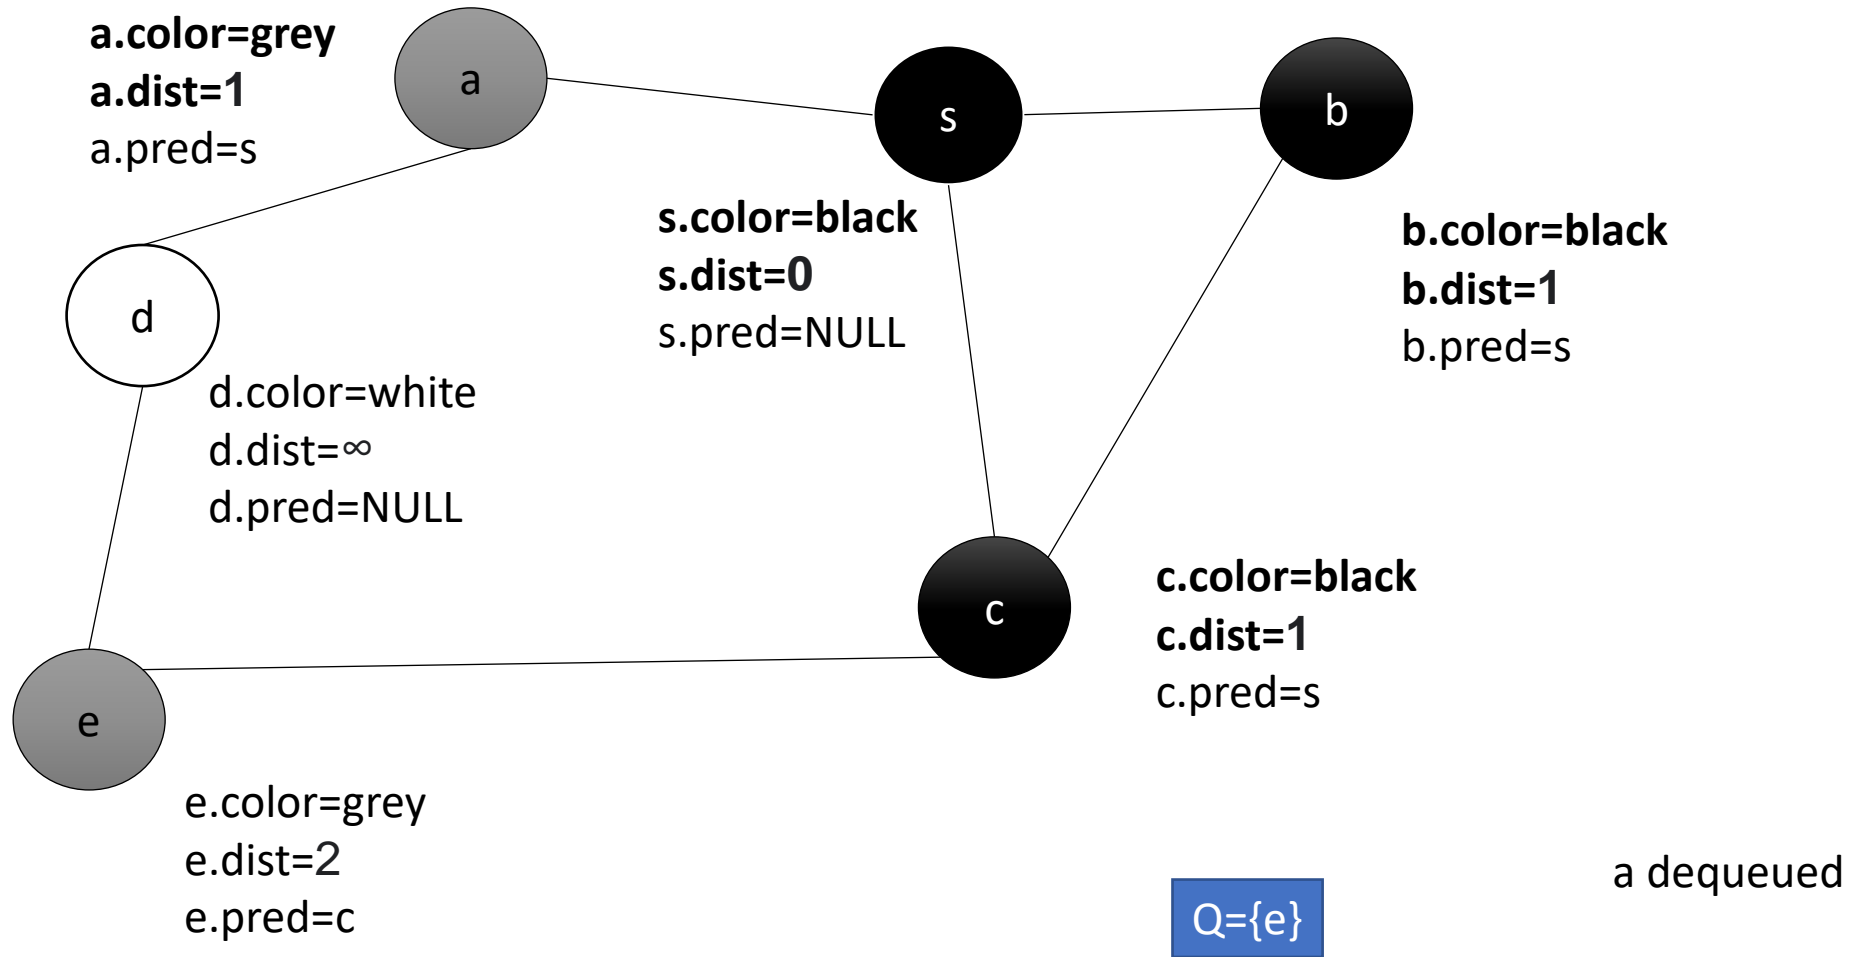 a.color=grey
a.dist=1
a.pred=s
a
s
b
s.color=black
s.dist=0
s.pred=NULL
b.color=black
b.dist=1
b.pred=s
d
d.color=white
d.dist=∞
d.pred=NULL
c
c.color=black
c.dist=1
c.pred=s
e
e.color=grey
e.dist=2
e.pred=c
a dequeued
Q={e}